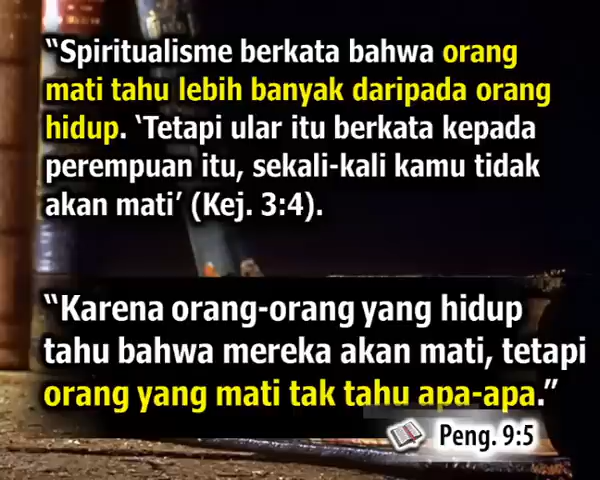 “Spiritualisme berkata bahwa orang
mati tahu lebih banyak daripada orang
hidup. ‘Tetapi ular itu berkata kepada
perempuan itu, sekali-kali kamu tidak
akan mati’ (Kej. 3:4).
“Karena orang-orang yang hidup
tahu bahwa mereka akan mati, tetapi
orang yang mati tak tahu apa-apa.”
Peng. 9:5